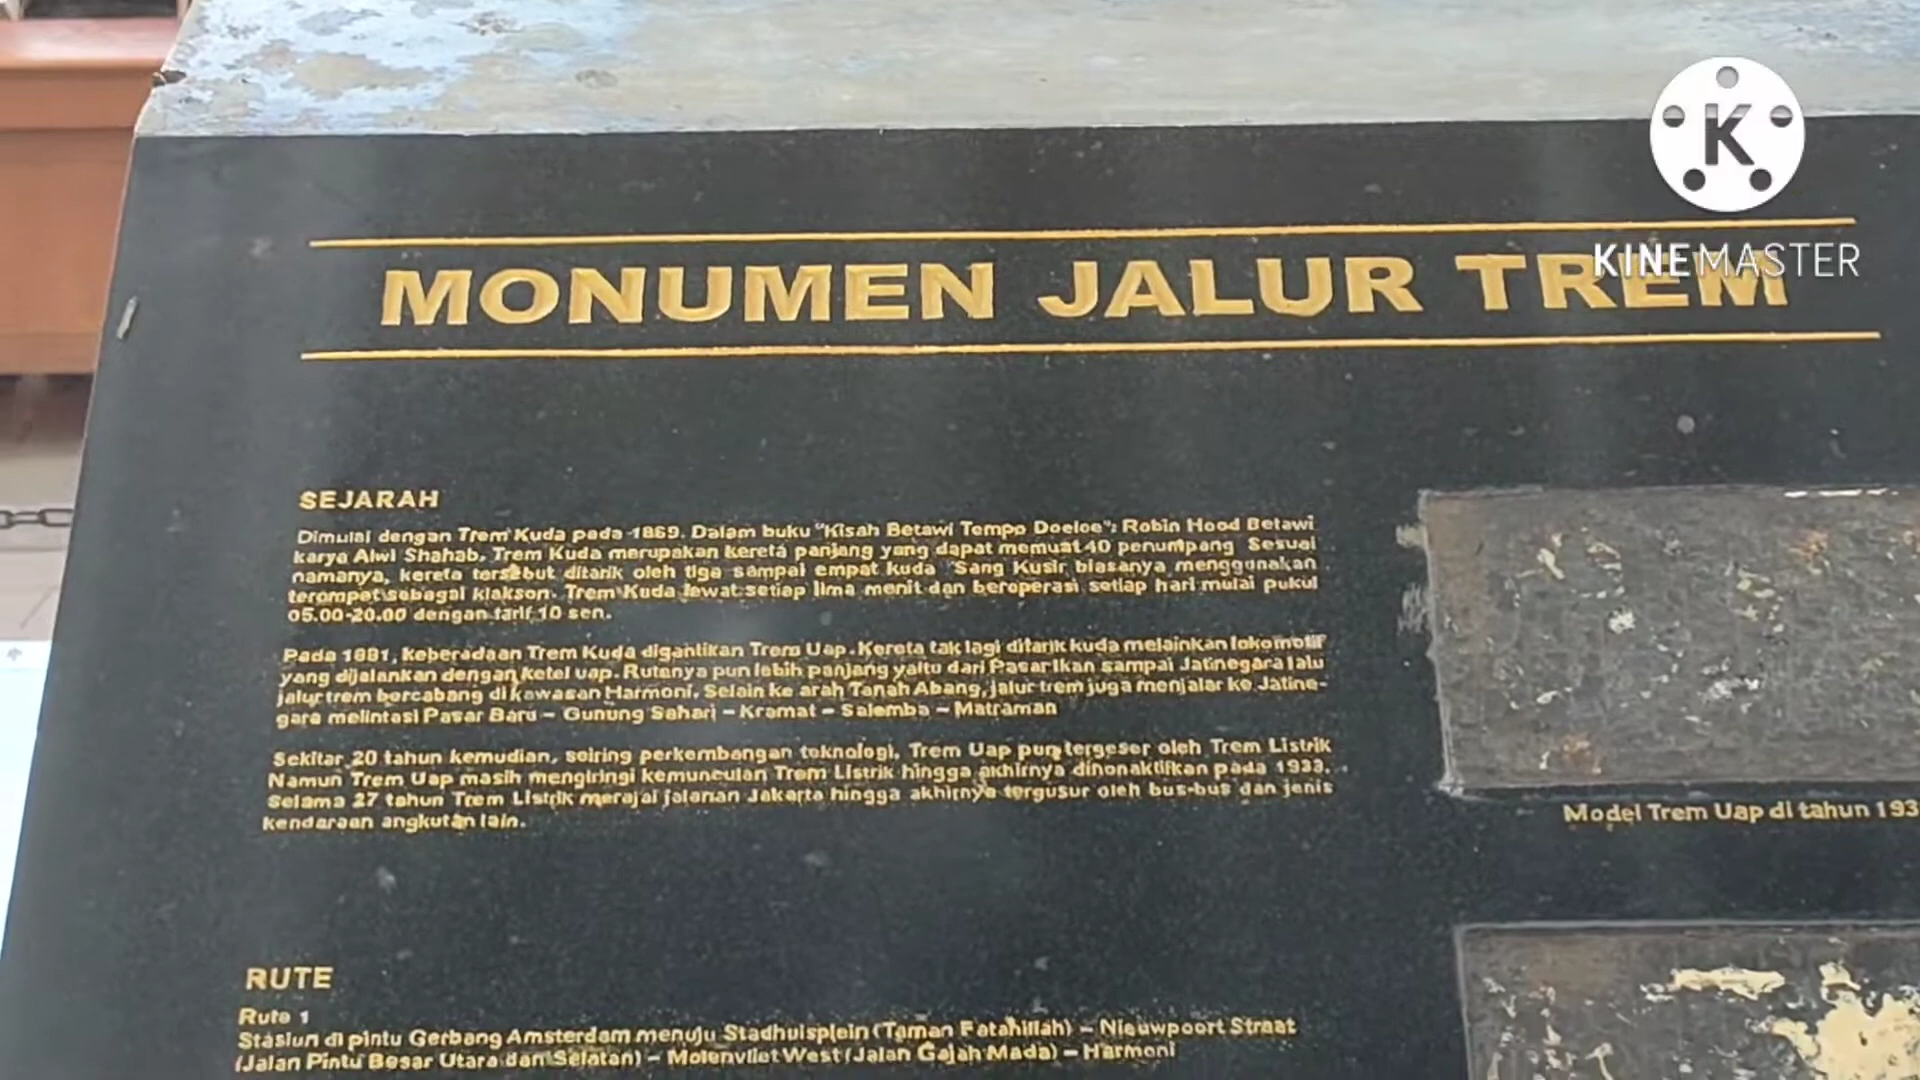 K
KINEMASTER
MONUMEN JALUR TREM
SEJARAH
Dimulai dengan Trem Kuda pada 1869. Dalam buku "Kisah Betawi Tempo Doeloe": Robin Hood Betawi
karya Alwi Shahab. Trem Kuda merupakan kereta panjang yang dapat memuat 40 penumpang Sesuai
namanya, kereta tersebut ditarik oleh tiga sampai empat kuda Sang Kusir biasanya menggunakan
terompet sebagai klakson. Trem Kuda lewat setiap lima menit dan beroperasi setiap hari mulai pukul
05.00-20.00 dengan tarif 10 sen.
Pada 1881, keberadaan Trem Kuda digantikan Trem Uap. Kereta tak lagi ditarik kuda melainkan lokomotif
yang dijalankan dengan ketel uap. Rutenya pun lebih panjang yaitu dari Pasar Ikan sampai Jatinegara lalu
jalur trem bercabang di kawasan Harmoni. Selain ke arah Tanah Abang, jalur trem juga menjalar ke Jatine-
gara melintasi Pasar Baru - Gunung Sahari - Kramat - Salemba - Matraman
Sekitar 20 tahun kemudian, seiring perkembangan teknologi, Trem Uap pun tergeser oleh Trem Listrik
Namun Trem Uap masih mengiringi kemunculan Trem Listrik hingga akhirnya dinonaktifkan pada 1933.
Selama 27 tahun Trem Listrik merajai jalanan Jakarta hingga akhirnya tergusur oleh bus-bus dan jenis
kendaraan angkutan lain.
Model Trem Uap di tahun 193
RUTE
Rute 1
Stasiun di pintu Gerbang Amsterdam menuju Stadhuisplein (Taman Fatahillah) - Nieuwpoort Straat
(Jalan Pintu Besar Utara dan Selatan) - Molenvliet West (Jalan Gajah Mada) - Harmoni